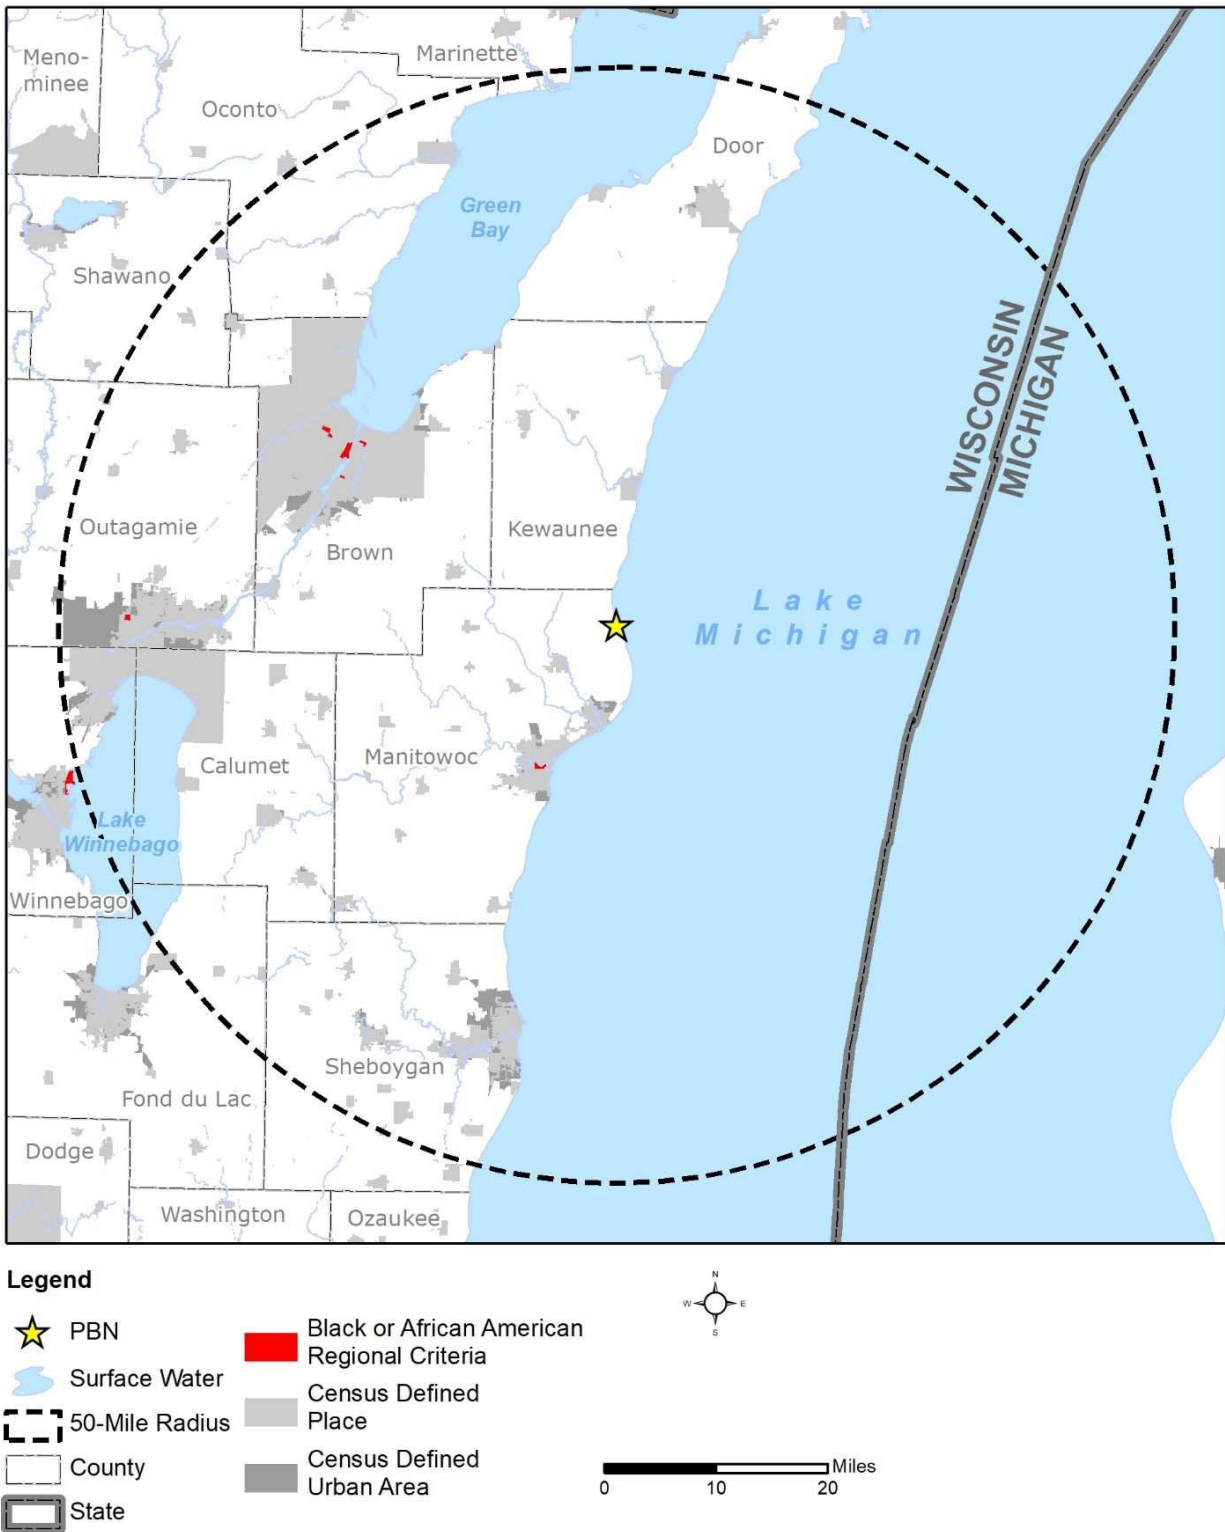 Meno-
minee
Marinette
Oconto
Door
Green
Bay
Shawano
WISCONSIN
MICHIGAN
Outagamie
Brown
Kewaunee
Lake
Michigan
Calumet
Manitowoc
Lake
Winnebago
Winnebago
Sheboygan
Fond du Lac
Dodge
Washington
Ozaukee
Legend
PBN
Surface Water
50-Mile Radius
County
State
Black or African American
Regional Criteria
Census Defined
Place
Census Defined
Urban Area
N
W
E
S
Miles
0
10
20